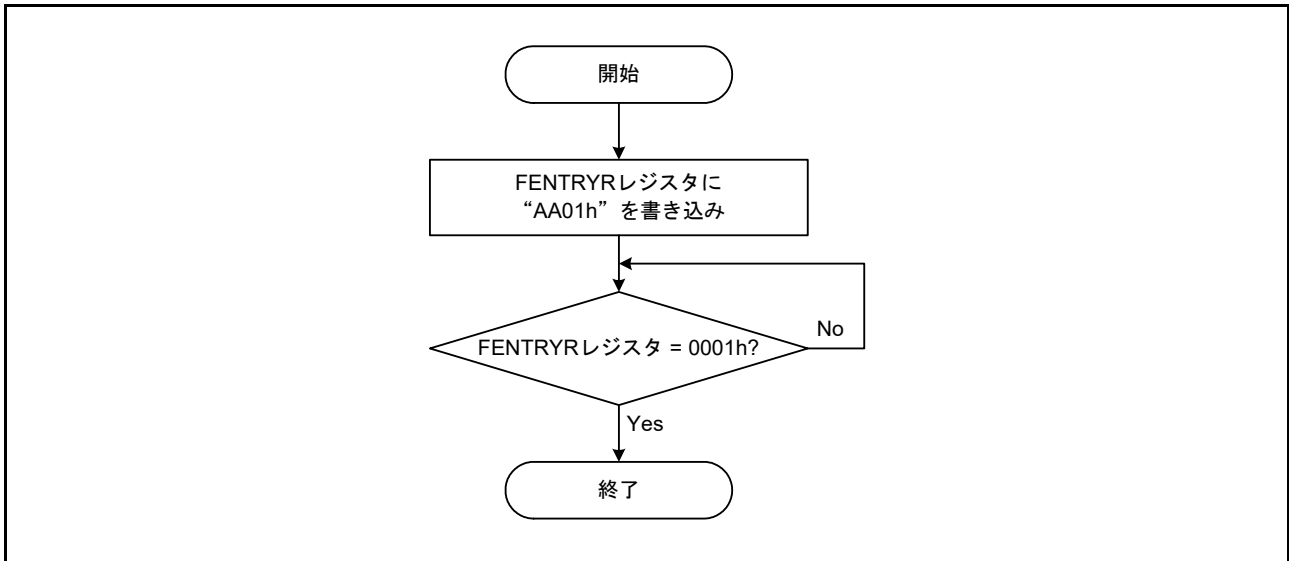 開始
FENTRYRレジスタに
“AA01h”を書き込み
No
FENTRYRレジスタ = 0001h?
Yes
終了